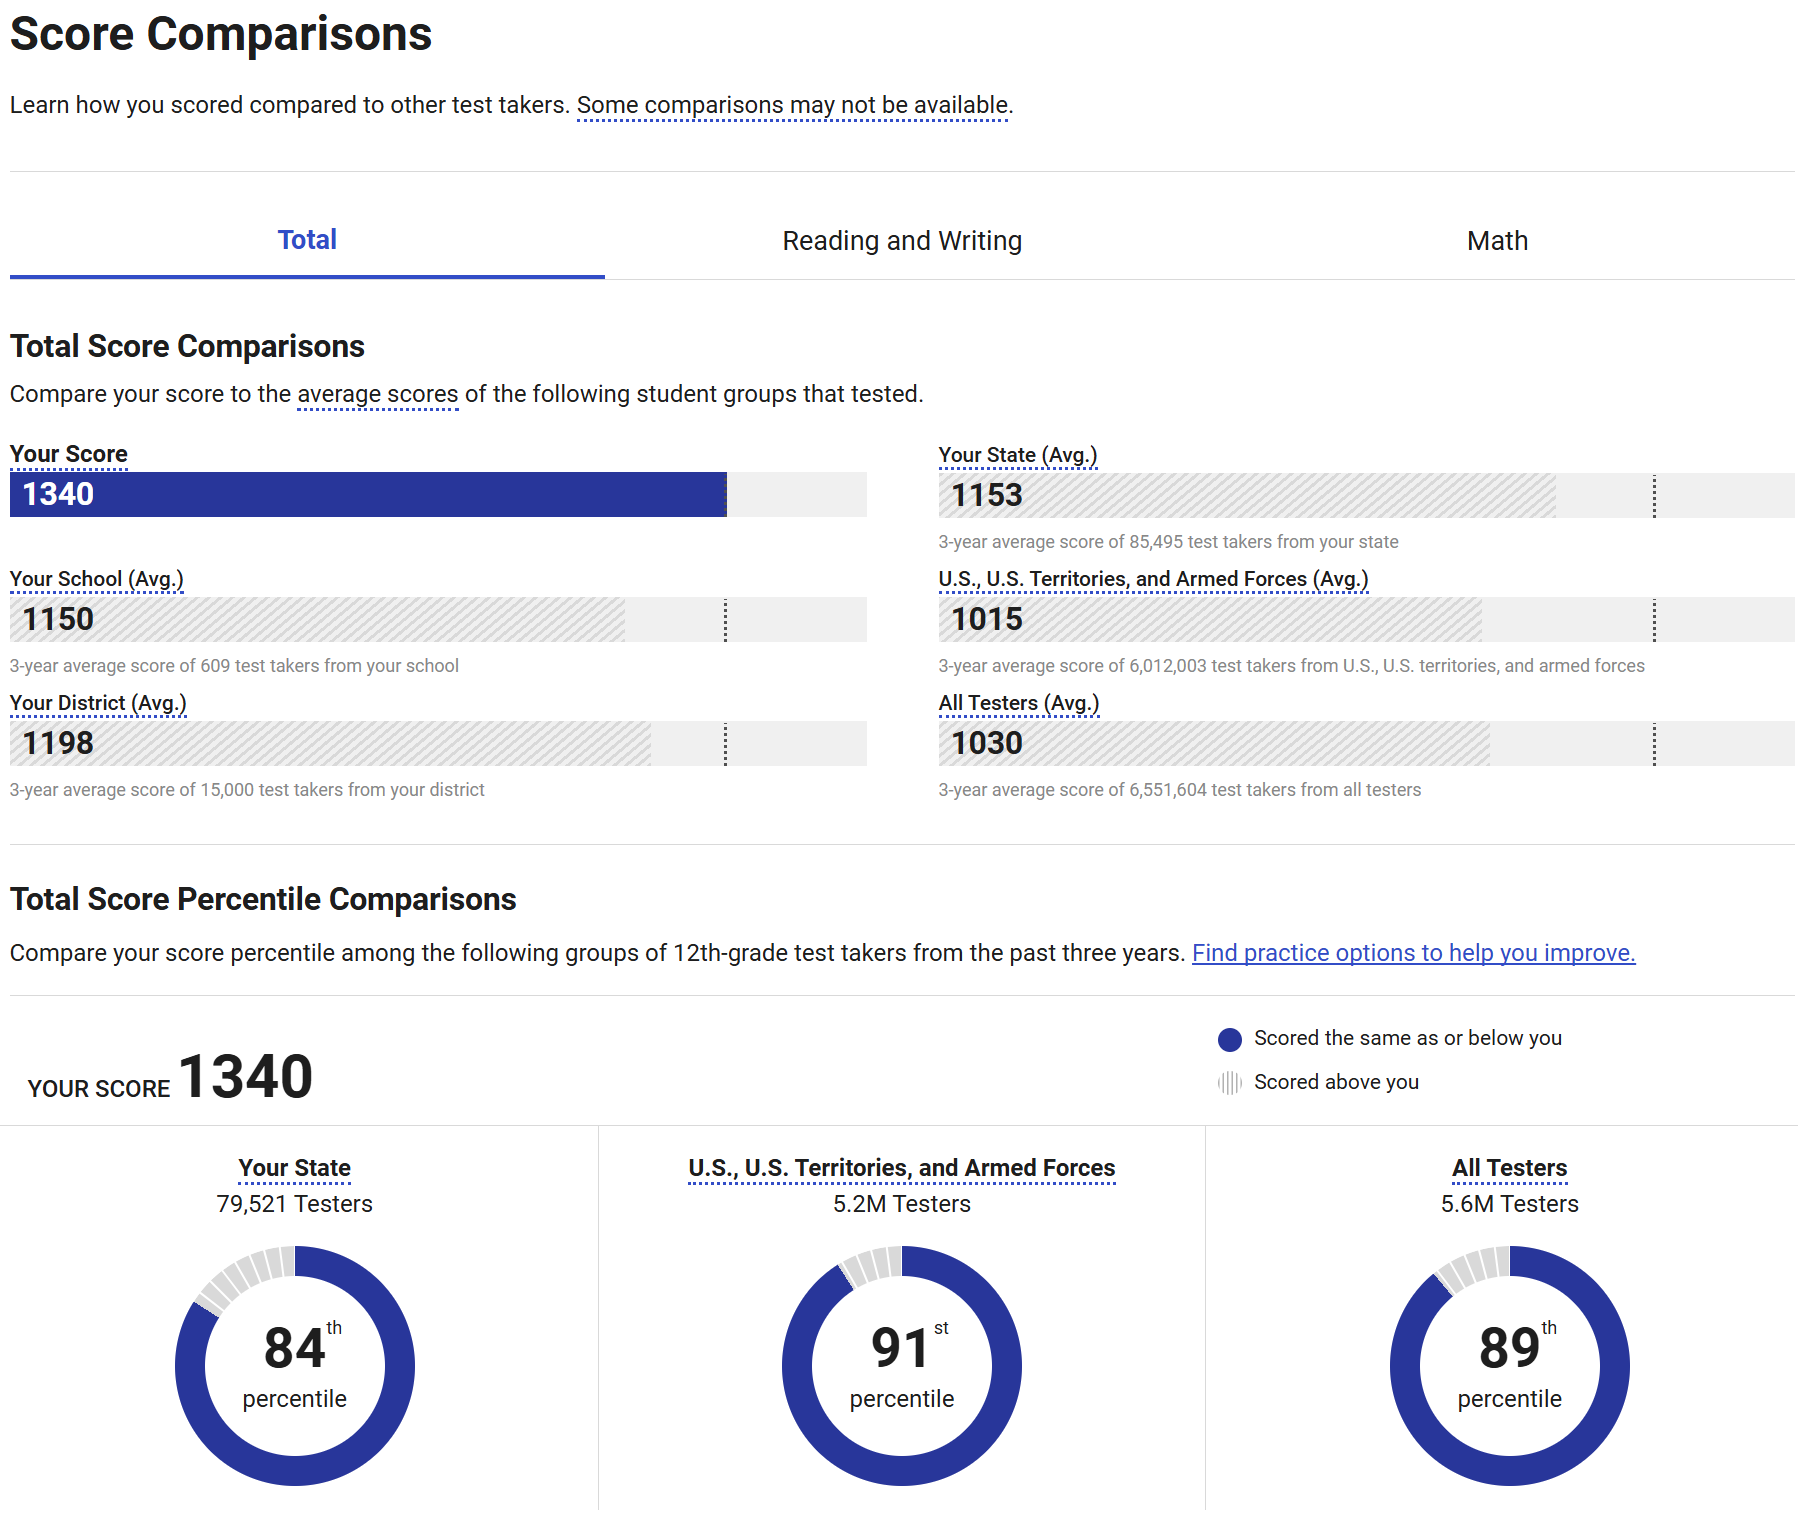 Score Comparisons
Learn how you scored compared to other test takers. Some comparisons may not be available.
Total
Reading and Writing
Math
Total Score Comparisons
Compare your score to the average scores of the following student groups that tested.
Your Score
1340
Your State (Avg.)
1153
3-year average score of 85,495 test takers from your state
Your School (Avg.)
1150
3-year average score of 609 test takers from your school
U.S., U.S. Territories, and Armed Forces (Avg.)
1015
3-year average score of 6,012,003 test takers from U.S., U.S. territories, and armed forces
Your District (Avg.)
1198
3-year average score of 15,000 test takers from your district
All Testers (Avg.)
1030
3-year average score of 6,551,604 test takers from all testers
Total Score Percentile Comparisons
Compare your score percentile among the following groups of 12th-grade test takers from the past three years. Find practice options to help you improve.
YOUR SCORE 1340
Scored the same as or below you
Scored above you
Your State
79,521 Testers
84th
percentile
U.S., U.S. Territories, and Armed Forces
5.2M Testers
91st
percentile
All Testers
5.6M Testers
89th
percentile